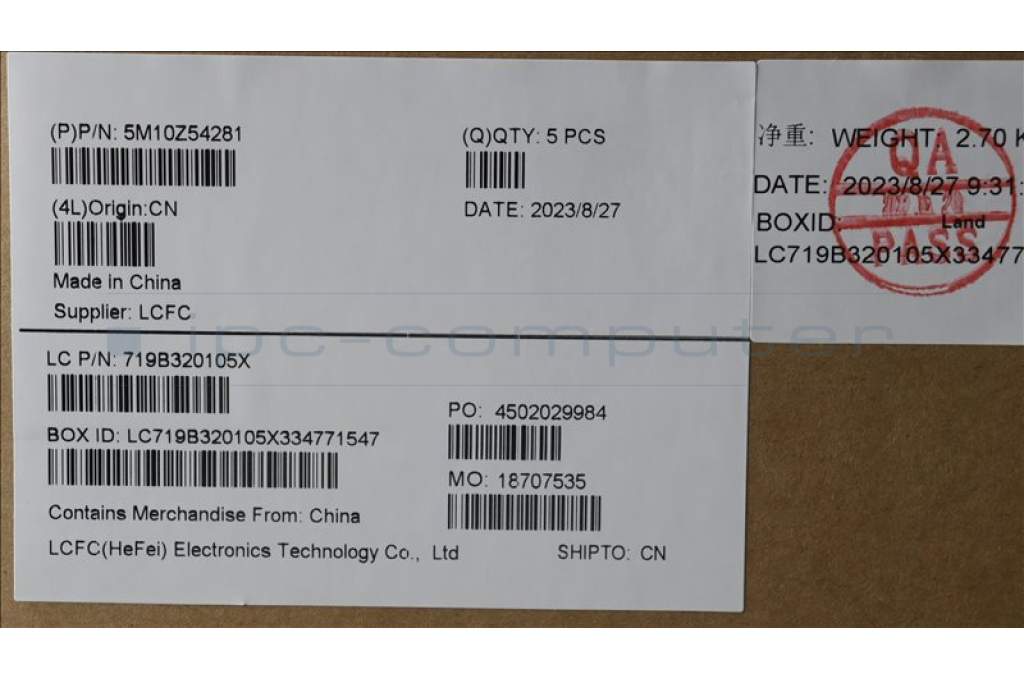 (P)P/N: 5M10Z54281
(Q)QTY: 5 PCS
(4L)Origin:CN
DATE: 2023/8/27
Made in China
Supplier: LCFC
LC P/N: 719B320105X
PO: 4502029984
BOX ID: LC719B320105X334771547
MO: 18707535
Contains Merchandise From: China
LCFC(HeFei) Electronics Technology Co., Ltd
SHIPTO: CN
净重: WEIGHT: 2.70 K
DATE: 2023/8/27 9:31:
BOXID:
Land
LC719B320105X33477
QA
PASS
ipc-computer